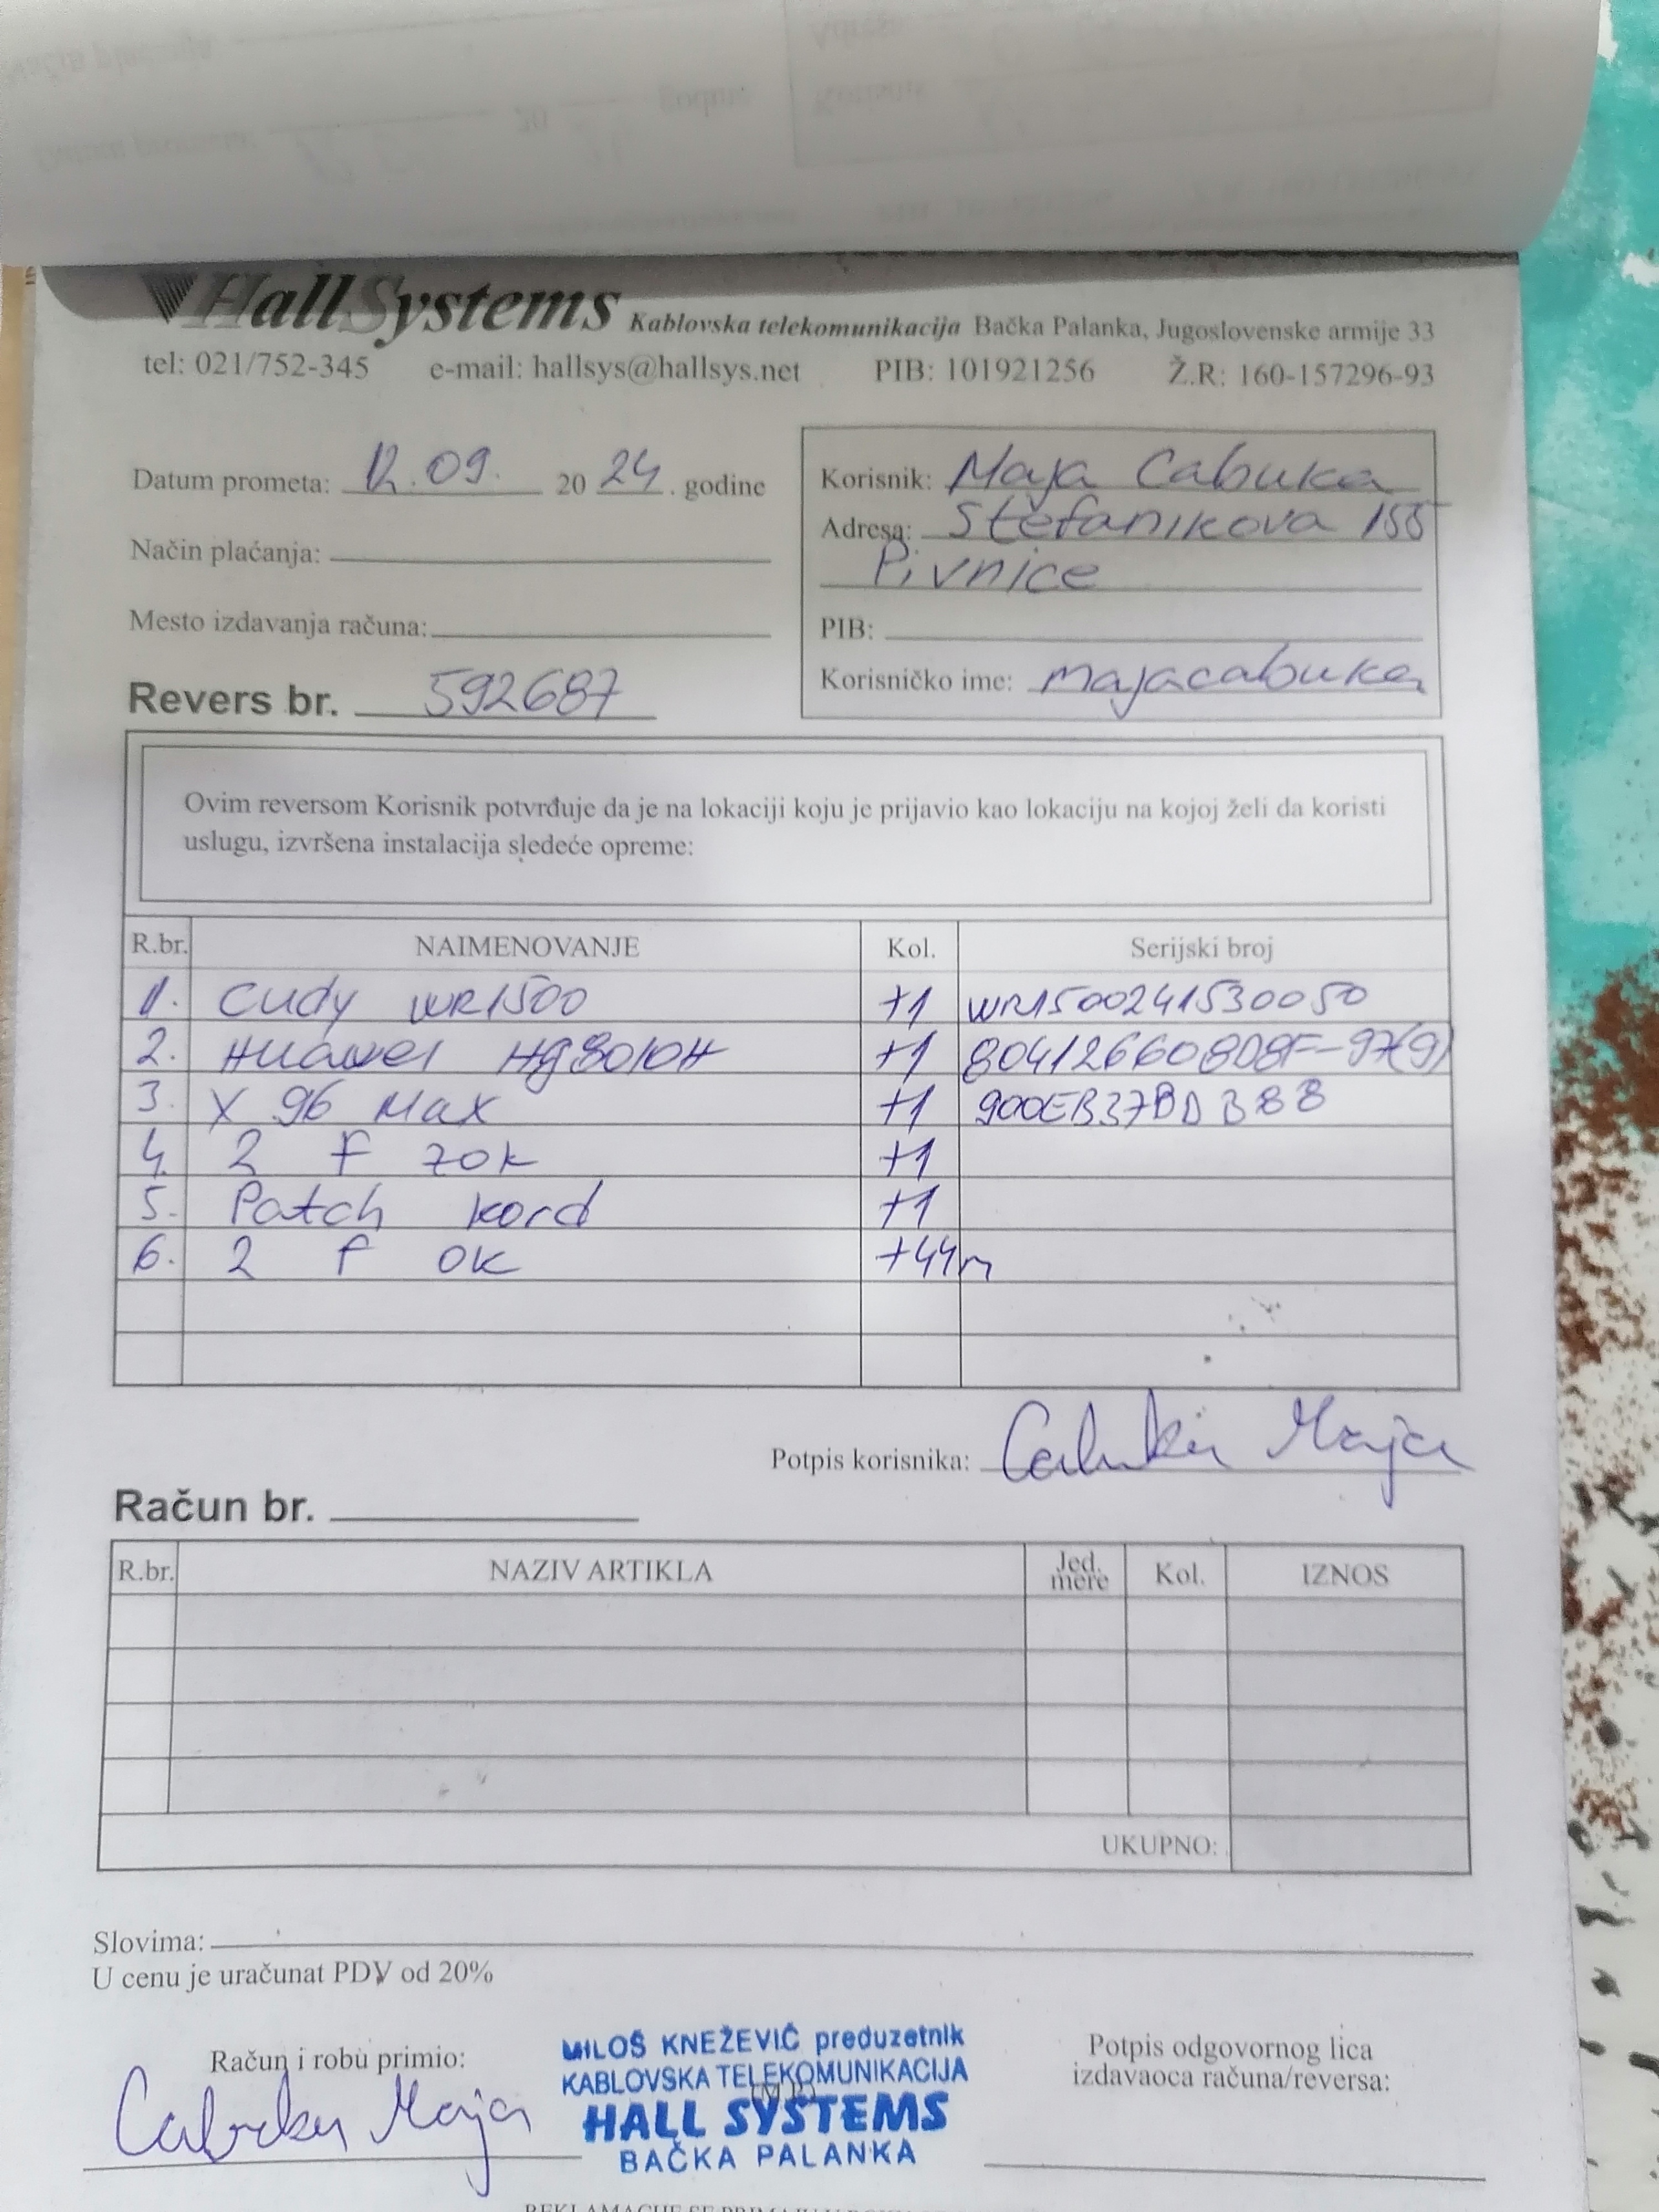 HallSystems Kablovska telekomunikacija Bačka Palanka, Jugoslovenske armije 33
tel: 021/752-345 e-mail: hallsys@hallsys.net PIB: 101921256 Ž.R: 160-157296-93
Datum prometa: 12.09. 20 24. godine
Način plaćanja:
Mesto izdavanja računa:
Revers br. 592687
Korisnik: Maja Cabuka
Adresa: Štefanikova 155
Pivnice
PIB:
Korisničko ime: majacabuka
Ovim reversom Korisnik potvrđuje da je na lokaciji koju je prijavio kao lokaciju na kojoj želi da koristi
uslugu, izvršena instalacija sledeće opreme:
R.br. NAIMENOVANJE Kol. Serijski broj
1. Cudy WR1500 +1 WR1500241530050
2. Huawei Hg8010H +1 80412660808F-97(9)
3. X 96 Max +1 900EB37BDB88
4. 2 F zok +1
5. Patch kord +1
6. 2 F OK +44m
Potpis korisnika: Cabuka Maja
Račun br.
R.br. NAZIV ARTIKLA Jed. mere Kol. IZNOS
UKUPNO:
Slovima:
U cenu je uračunat PDV od 20%
Račun i robu primio:
Cabuka Maja
MILOŠ KNEŽEVIĆ preduzetnik
KABLOVSKA TELEKOMUNIKACIJA
(M.P.)
HALL SYSTEMS
BAČKA PALANKA
Potpis odgovornog lica
izdavaoca računa/reversa: